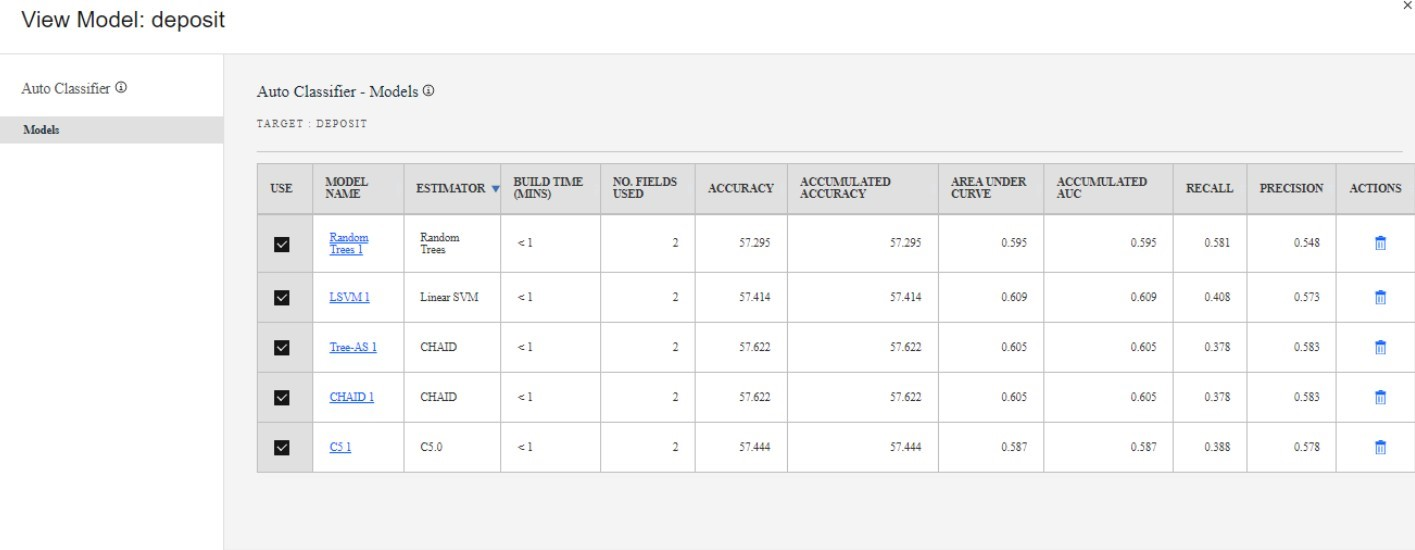 View Model: deposit
×
Auto Classifier
Models
Auto Classifier - Models
TARGET : DEPOSIT
USE MODEL NAME ESTIMATOR BUILD TIME (MINS) NO. FIELDS USED ACCURACY ACCUMULATED ACCURACY AREA UNDER CURVE ACCUMULATED AUC RECALL PRECISION ACTIONS
Random Trees 1 Random Trees < 1 2 57.295 57.295 0.595 0.595 0.581 0.548
LSVM 1 Linear SVM < 1 2 57.414 57.414 0.609 0.609 0.408 0.573
Tree-AS 1 CHAID < 1 2 57.622 57.622 0.605 0.605 0.378 0.583
CHAID 1 CHAID < 1 2 57.622 57.622 0.605 0.605 0.378 0.583
C5 1 C5.0 < 1 2 57.444 57.444 0.587 0.587 0.388 0.578